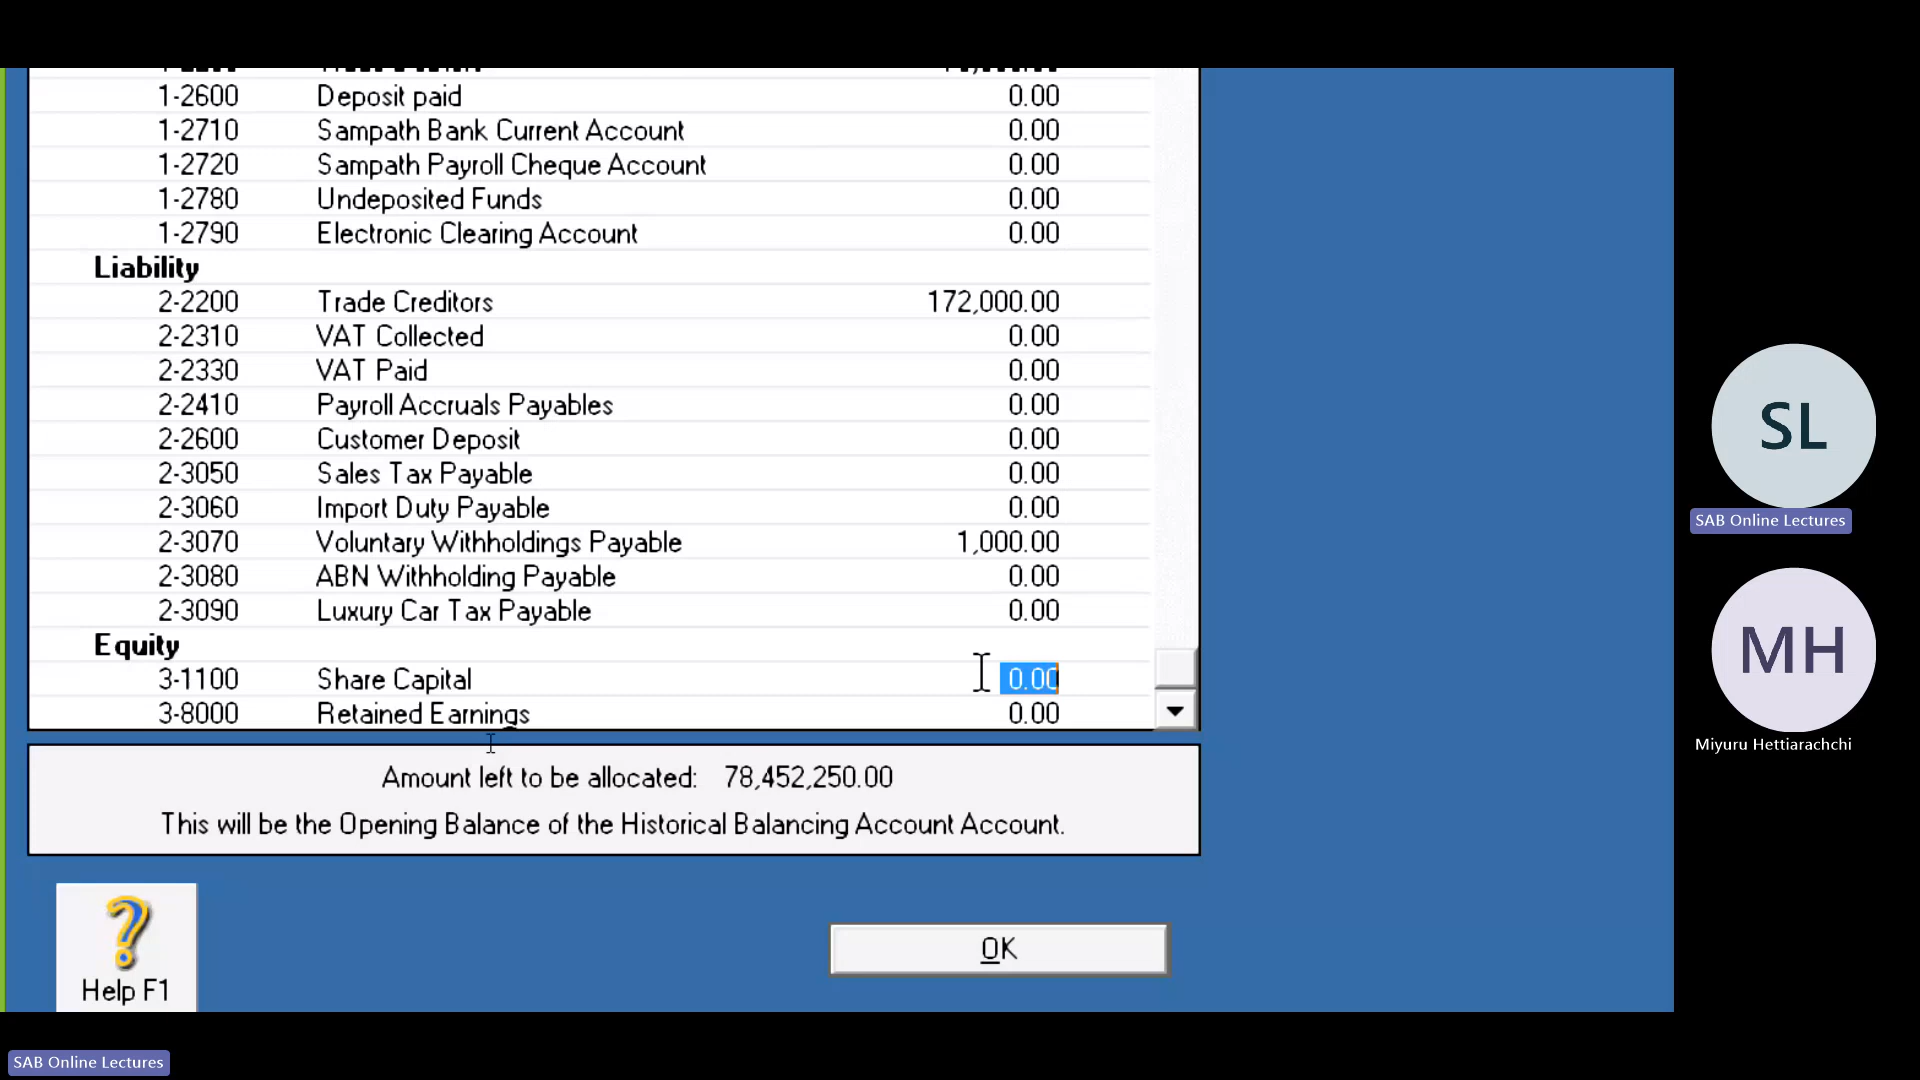 1-2600 Deposit paid 0.00
1-2710 Sampath Bank Current Account 0.00
1-2720 Sampath Payroll Cheque Account 0.00
1-2780 Undeposited Funds 0.00
1-2790 Electronic Clearing Account 0.00
Liability
2-2200 Trade Creditors 172,000.00
2-2310 VAT Collected 0.00
2-2330 VAT Paid 0.00
2-2410 Payroll Accruals Payables 0.00
2-2600 Customer Deposit 0.00
2-3050 Sales Tax Payable 0.00
2-3060 Import Duty Payable 0.00
2-3070 Voluntary Withholdings Payable 1,000.00
2-3080 ABN Withholding Payable 0.00
2-3090 Luxury Car Tax Payable 0.00
Equity
3-1100 Share Capital 0.00
3-8000 Retained Earnings 0.00
Amount left to be allocated: 78,452,250.00
This will be the Opening Balance of the Historical Balancing Account Account.
Help F1
OK
SL
SAB Online Lectures
MH
Miyuru Hettiarachchi
SAB Online Lectures